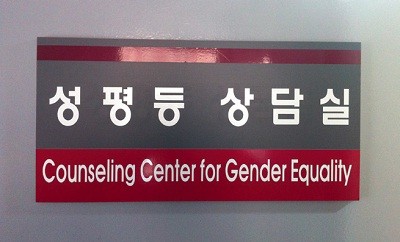 성평등 상담실
Counseling Center for Gender Equality